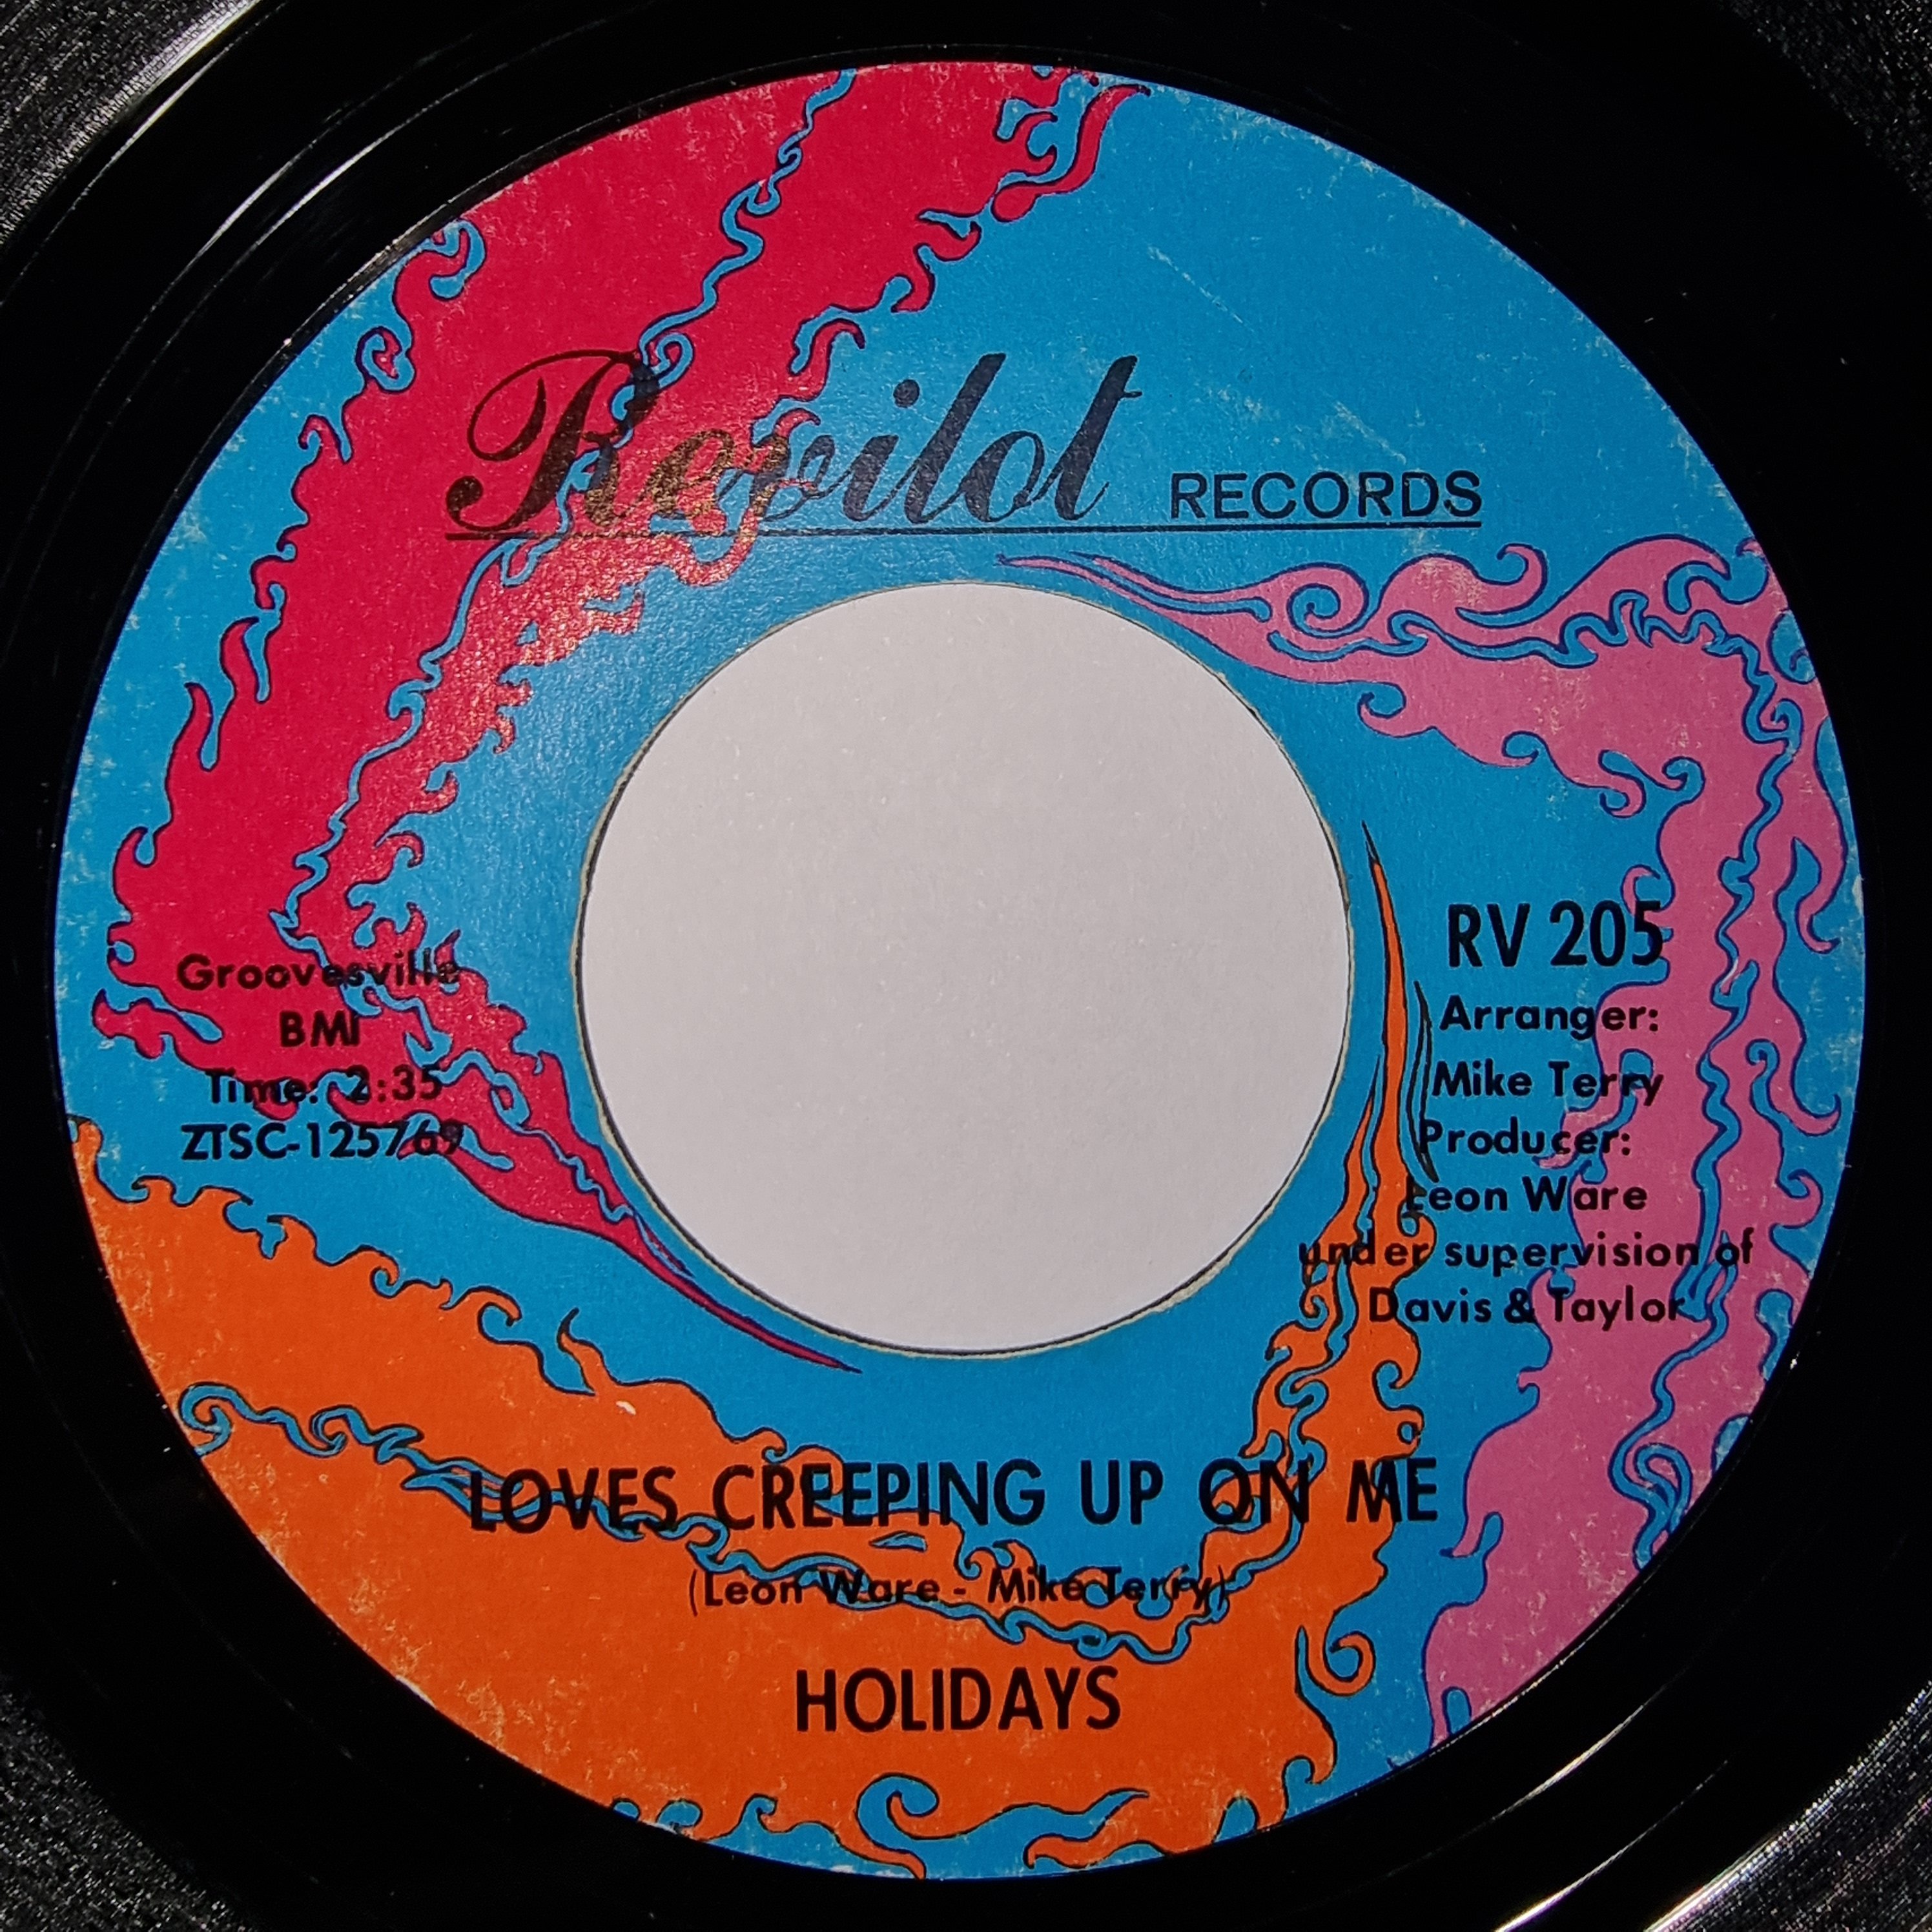 Revilot RECORDS
Groovesville
BMI
Time: 2:35
ZTSC-125769
RV 205
Arranger:
Mike Terry
Producer:
Leon Ware
under supervision of
Davis & Taylor
LOVES CREEPING UP ON ME
(Leon Ware - Mike Terry)
HOLIDAYS